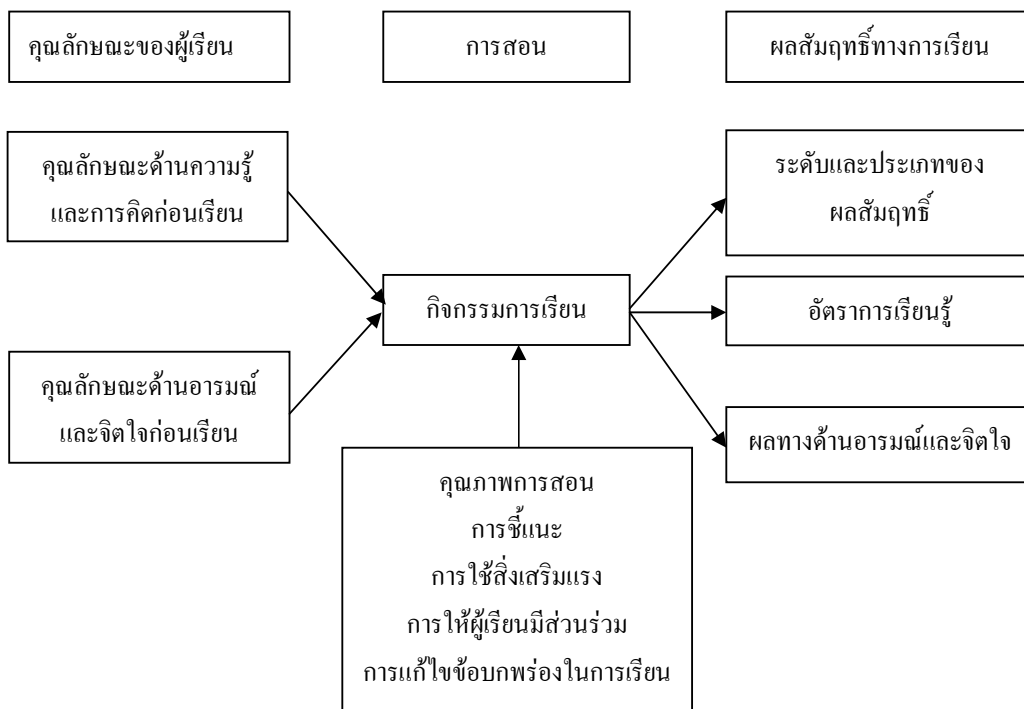 คุณลักษณะของผู้เรียน
การสอน
ผลสัมฤทธิ์ทางการเรียน
คุณลักษณะด้านความรู้
และการคิดก่อนเรียน
ระดับและประเภทของ
ผลสัมฤทธิ์
กิจกรรมการเรียน
อัตราการเรียนรู้
คุณลักษณะด้านอารมณ์
และจิตใจก่อนเรียน
ผลทางด้านอารมณ์และจิตใจ
คุณภาพการสอน
การชี้แนะ
การใช้สิ่งเสริมแรง
การให้ผู้เรียนมีส่วนร่วม
การแก้ไขข้อบกพร่องในการเรียน